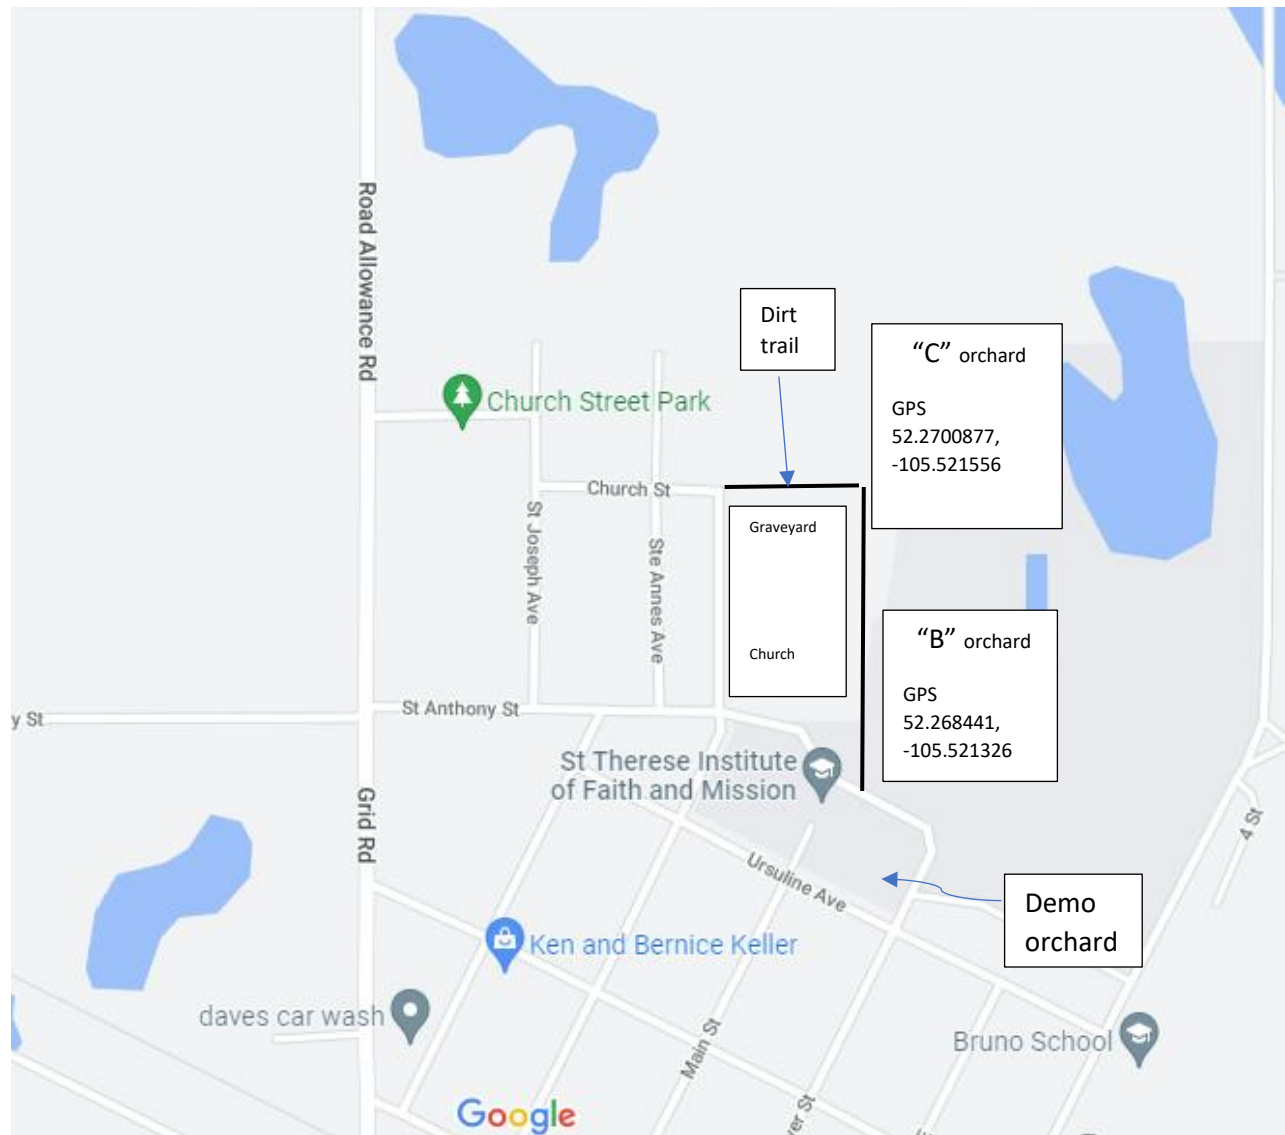 Road Allowance Rd
Dirt
trail
“C” orchard
GPS
52.2700877,
-105.521556
Church Street Park
Church St
Graveyard
St Joseph Ave
Ste Annes Ave
“B” orchard
Church
GPS
52.268441,
-105.521326
y St
St Anthony St
St Therese Institute
of Faith and Mission
Grid Rd
4 St
Ursuline Ave
Demo
orchard
Ken and Bernice Keller
daves car wash
Main St
Bruno School
Google
ver St